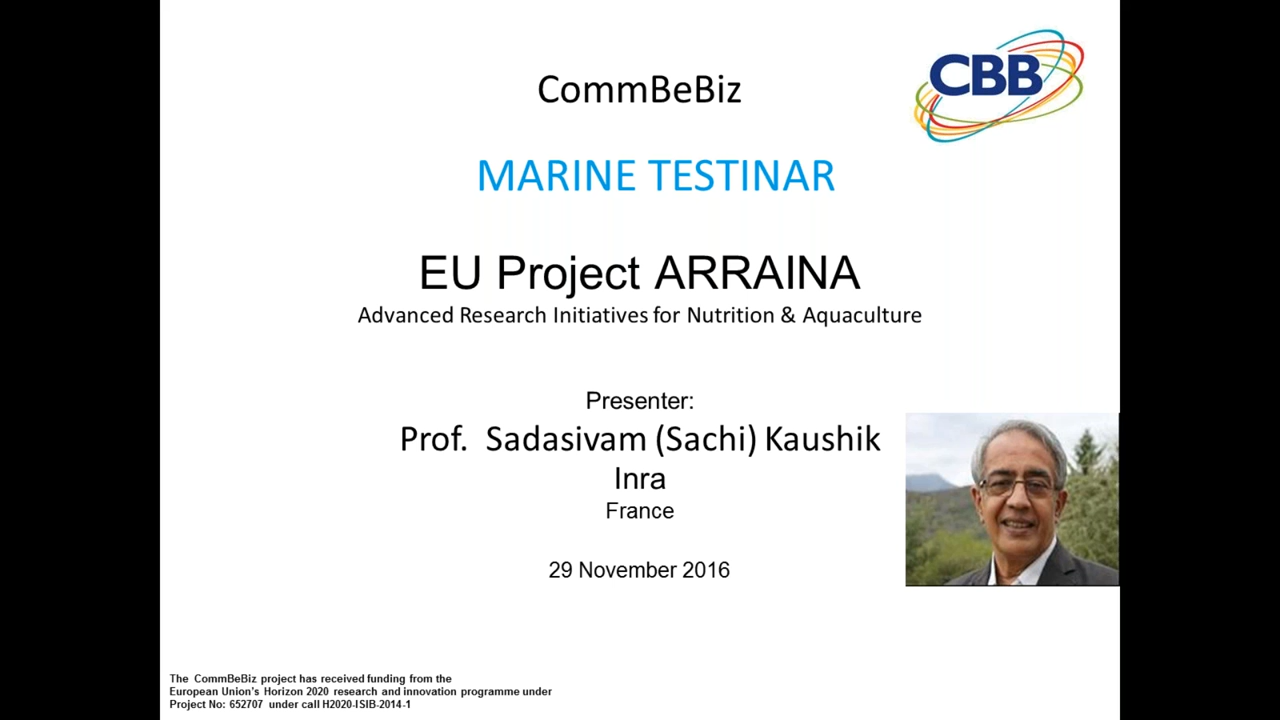 CBB
CommBeBiz
MARINE TESTINAR
EU Project ARRAINA
Advanced Research Initiatives for Nutrition & Aquaculture
Presenter:
Prof. Sadasivam (Sachi) Kaushik
Inra
France
29 November 2016
The CommBeBiz project has received funding from the
European Union's Horizon 2020 research and innovation programme under
Project No: 652707 under call H2020-ISIB-2014-1